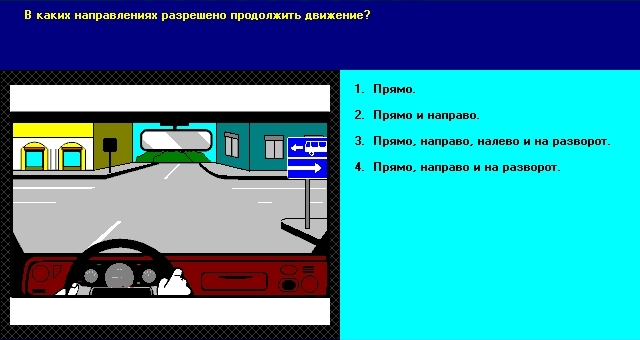 В каких направлениях разрешено продолжить движение?
1. Прямо.
2. Прямо и направо.
3. Прямо, направо, налево и на разворот.
4. Прямо, направо и на разворот.